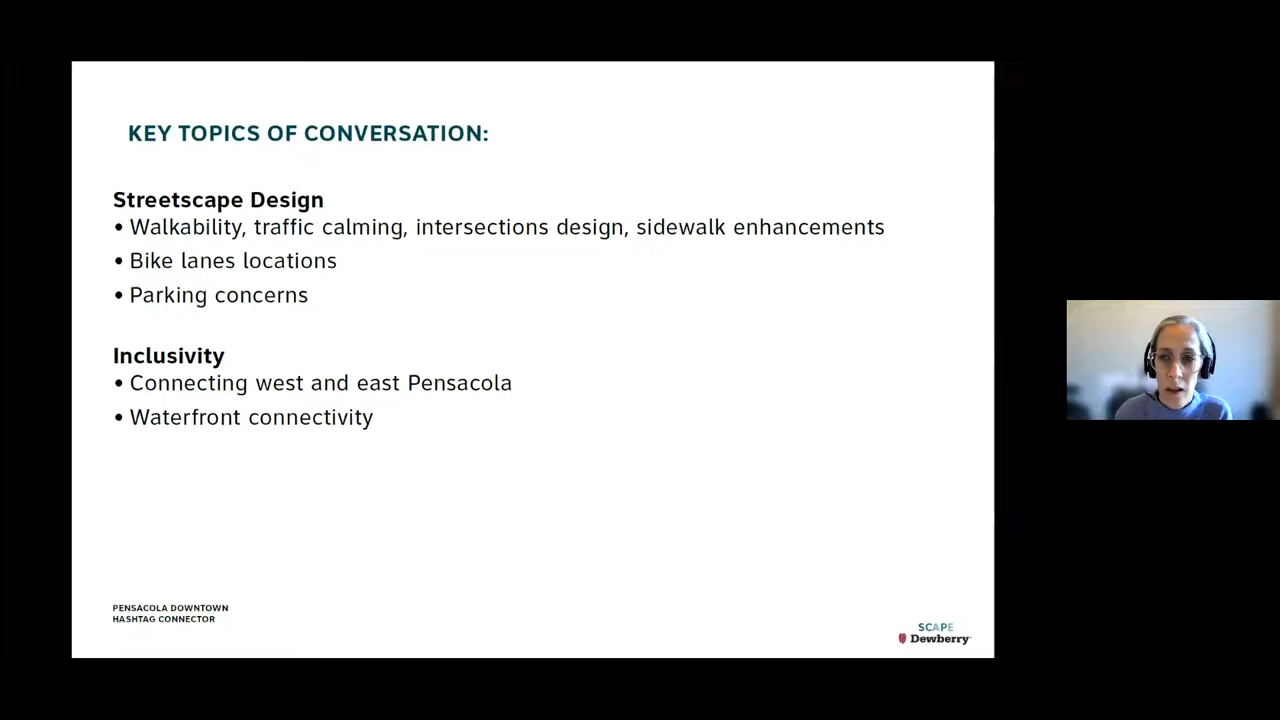 KEY TOPICS OF CONVERSATION:
Streetscape Design
• Walkability, traffic calming, intersections design, sidewalk enhancements
• Bike lanes locations
• Parking concerns
Inclusivity
• Connecting west and east Pensacola
• Waterfront connectivity
PENSACOLA DOWNTOWN
HASHTAG CONNECTOR
SCAPE
Dewberry